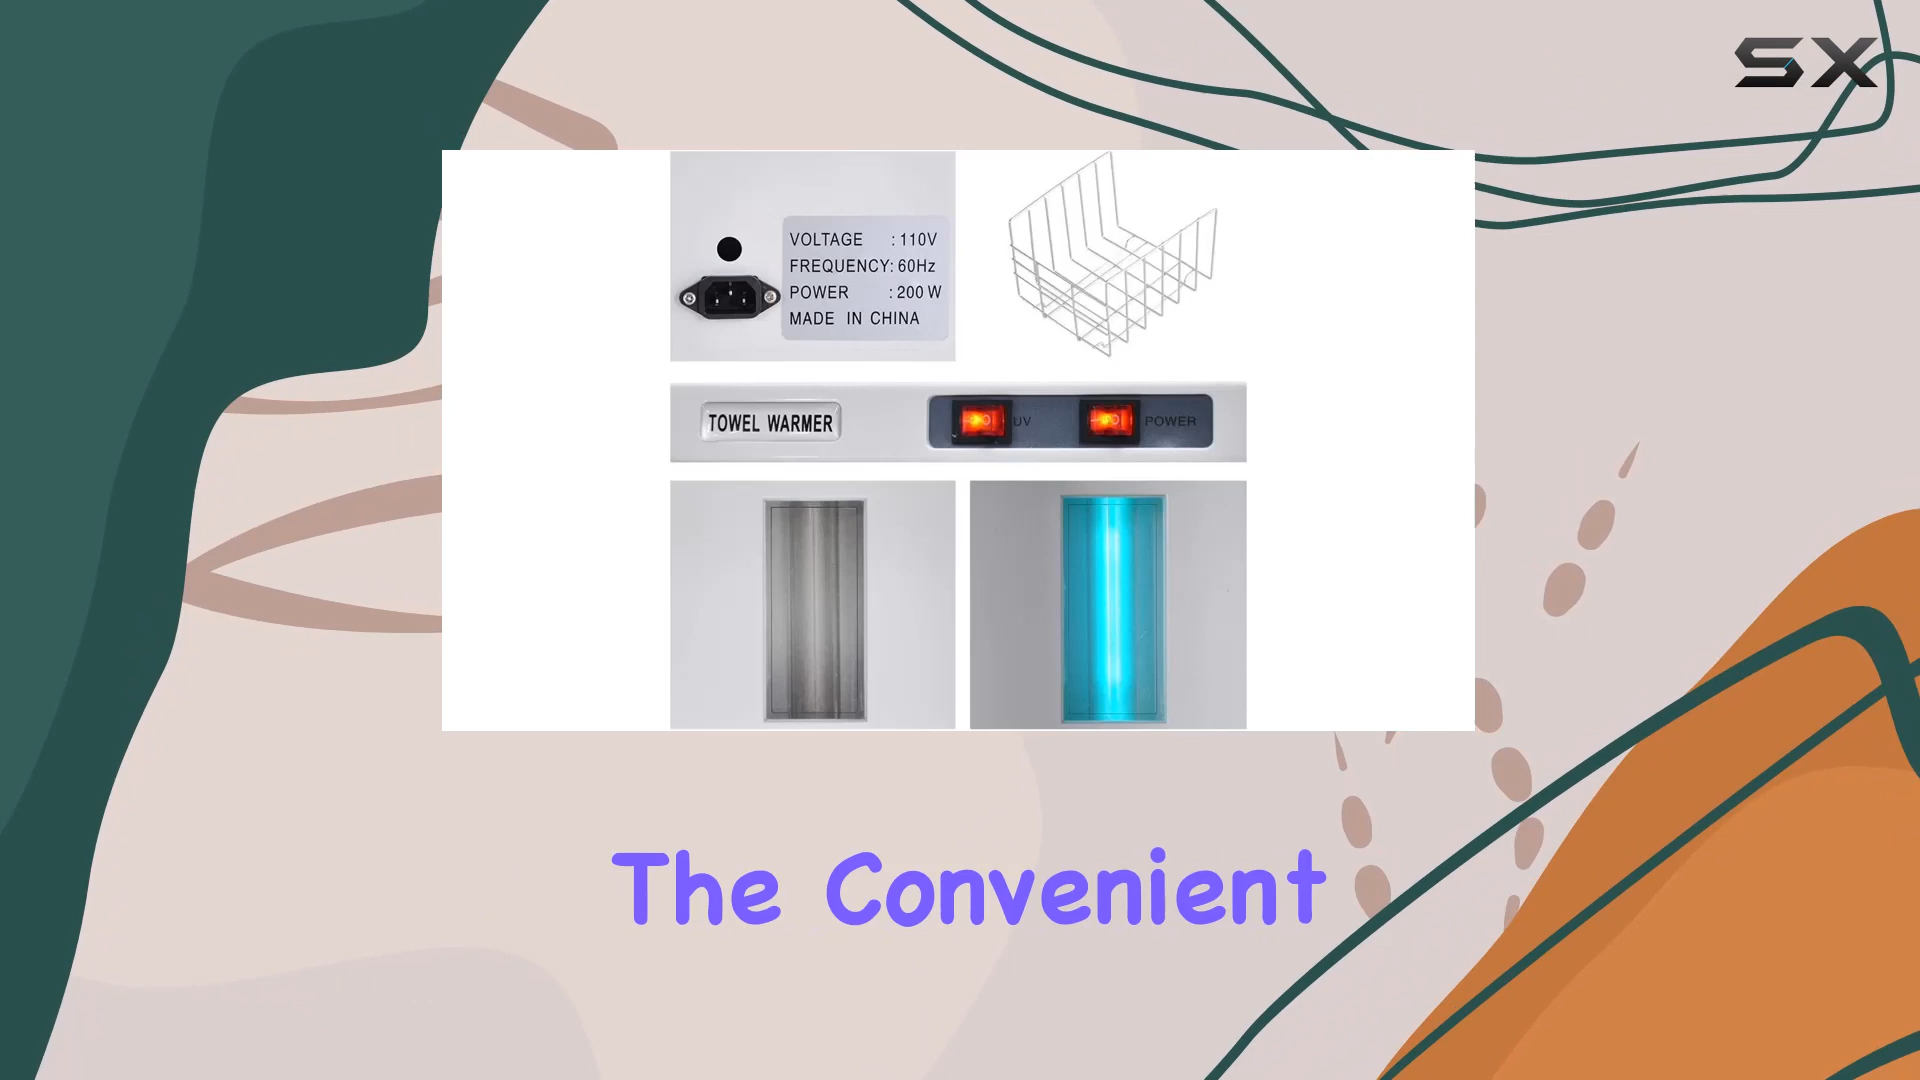 SX
VOLTAGE : 110V
FREQUENCY: 60Hz
POWER : 200 W
MADE IN CHINA
TOWEL WARMER
UV
POWER
The Convenient